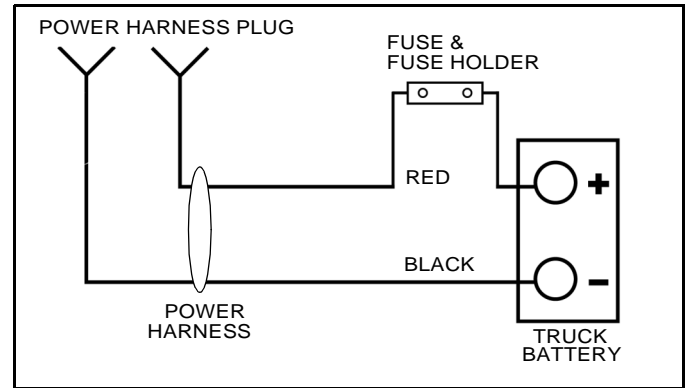 POWER HARNESS PLUG
FUSE &
FUSE HOLDER
RED
+
BLACK
-
POWER
HARNESS
TRUCK
BATTERY